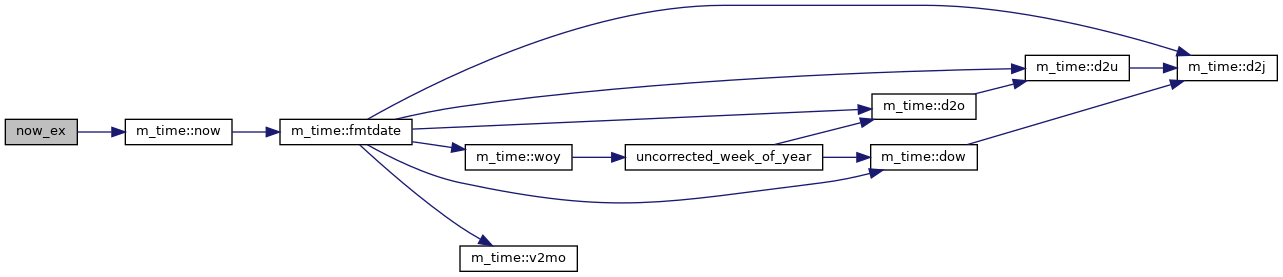 now_ex
m_time::now
m_time::fmtdate
m_time::woy
m_time::v2mo
uncorrected_week_of_year
m_time::d2o
m_time::dow
m_time::d2u
m_time::d2j